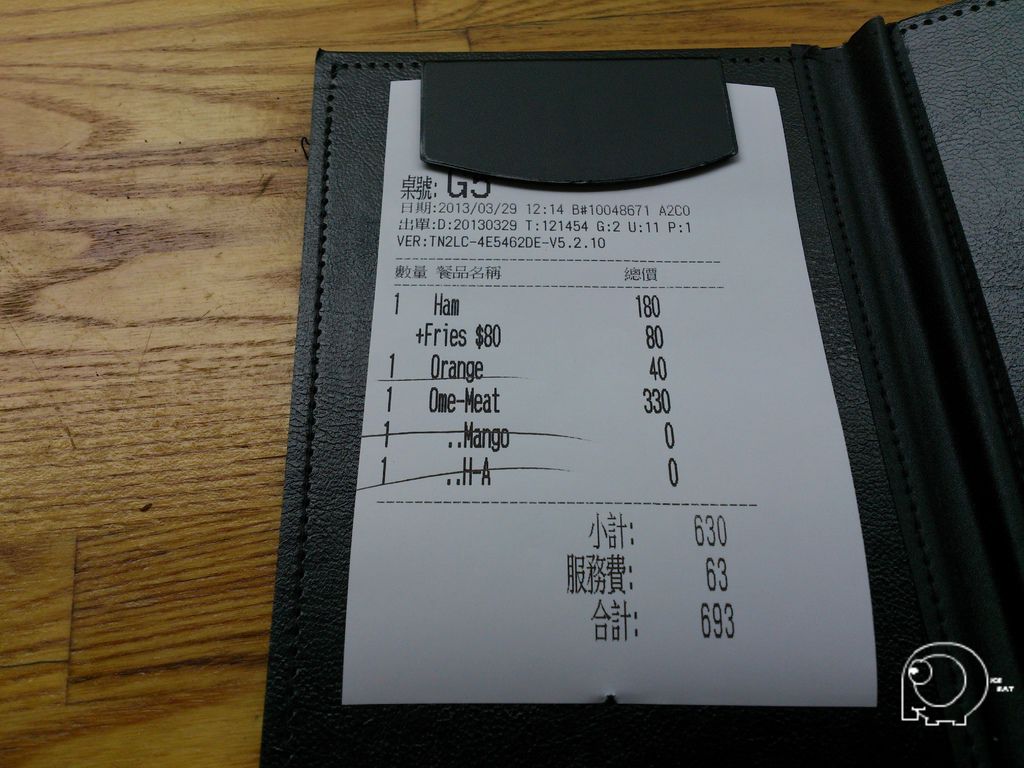 桌號: G5
日期:2013/03/29 12:14 B#10048671 A2C0
出單:D:20130329 T:121454 G:2 U:11 P:1
VER:TN2LC-4E5462DE-V5.2.10
數量 餐品名稱 總價
1 Ham 180
+Fries $80 80
1 Orange 40
1 Ome-Meat 330
1 ..Mango 0
1 ..H-A 0
小計: 630
服務費: 63
合計: 693
ICE
EAT